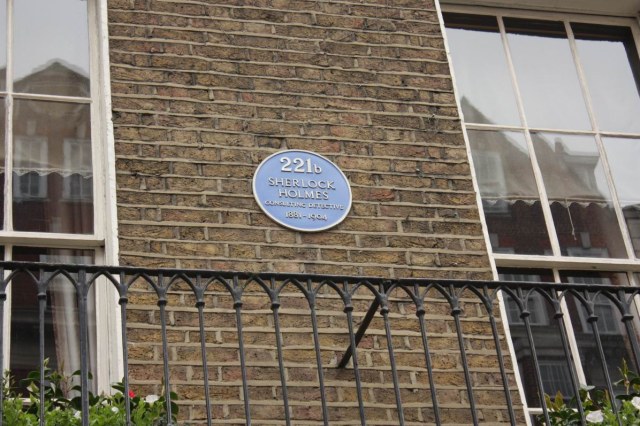 221b
SHERLOCK
HOLMES
CONSULTING DETECTIVE
1881-1904